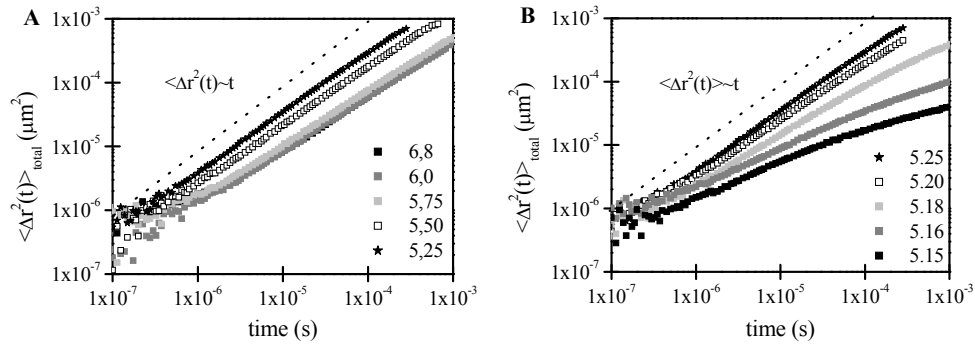 A
<Δr²(t)>total (μm²)
1x10⁻³
1x10⁻⁴
1x10⁻⁵
1x10⁻⁶
1x10⁻⁷
<Δr²(t)~t
6,8
6,0
5,75
5,50
5,25
1x10⁻⁷ 1x10⁻⁶ 1x10⁻⁵ 1x10⁻⁴ 1x10⁻³
time (s)
B
<Δr²(t)>total (μm²)
1x10⁻³
1x10⁻⁴
1x10⁻⁵
1x10⁻⁶
1x10⁻⁷
<Δr²(t)>~t
5.25
5.20
5.18
5.16
5.15
1x10⁻⁷ 1x10⁻⁶ 1x10⁻⁵ 1x10⁻⁴ 1x10⁻³
time (s)